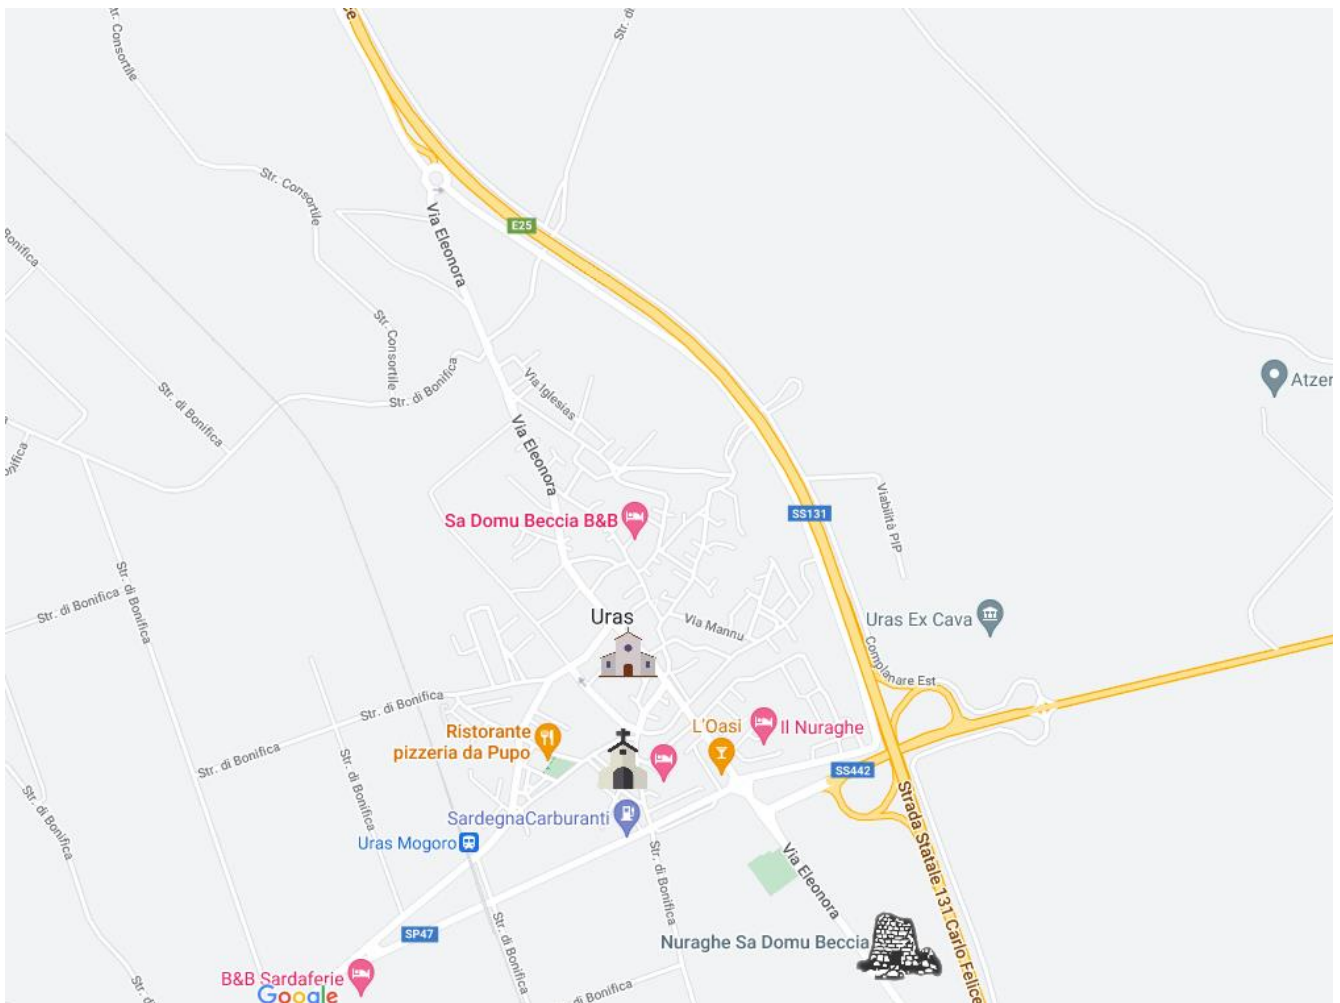 ce
Str. Consortile
Str. di
Str. Consortile
E25
Via Eleonora
Bonifica
Str. Consortile
Str. di Bonifica
Str. di Bonifica
Via Iglesias
Atzer
Via Eleonora
Bonifica
Sa Domu Beccia B&B
SS131
Viabilità PIP
Str. di Bonifica
Str. di Bonifica
Uras
Via Mannu
Uras Ex Cava
Complanare Est
Str. di Bonifica
Ristorante
pizzeria da Pupo
L'Oasi
Il Nuraghe
Str. di Bonifica
SS442
Str. di Bonifica
Str. di Bonifica
SardegnaCarburanti
Uras Mogoro
Strada Statale 131 Carlo Felice
Str. di Bonifica
Via Eleonora
SP47
Str. di Bonifica
Nuraghe Sa Domu Beccia
B&B Sardaferie
Google
Str. di
di Bonifica